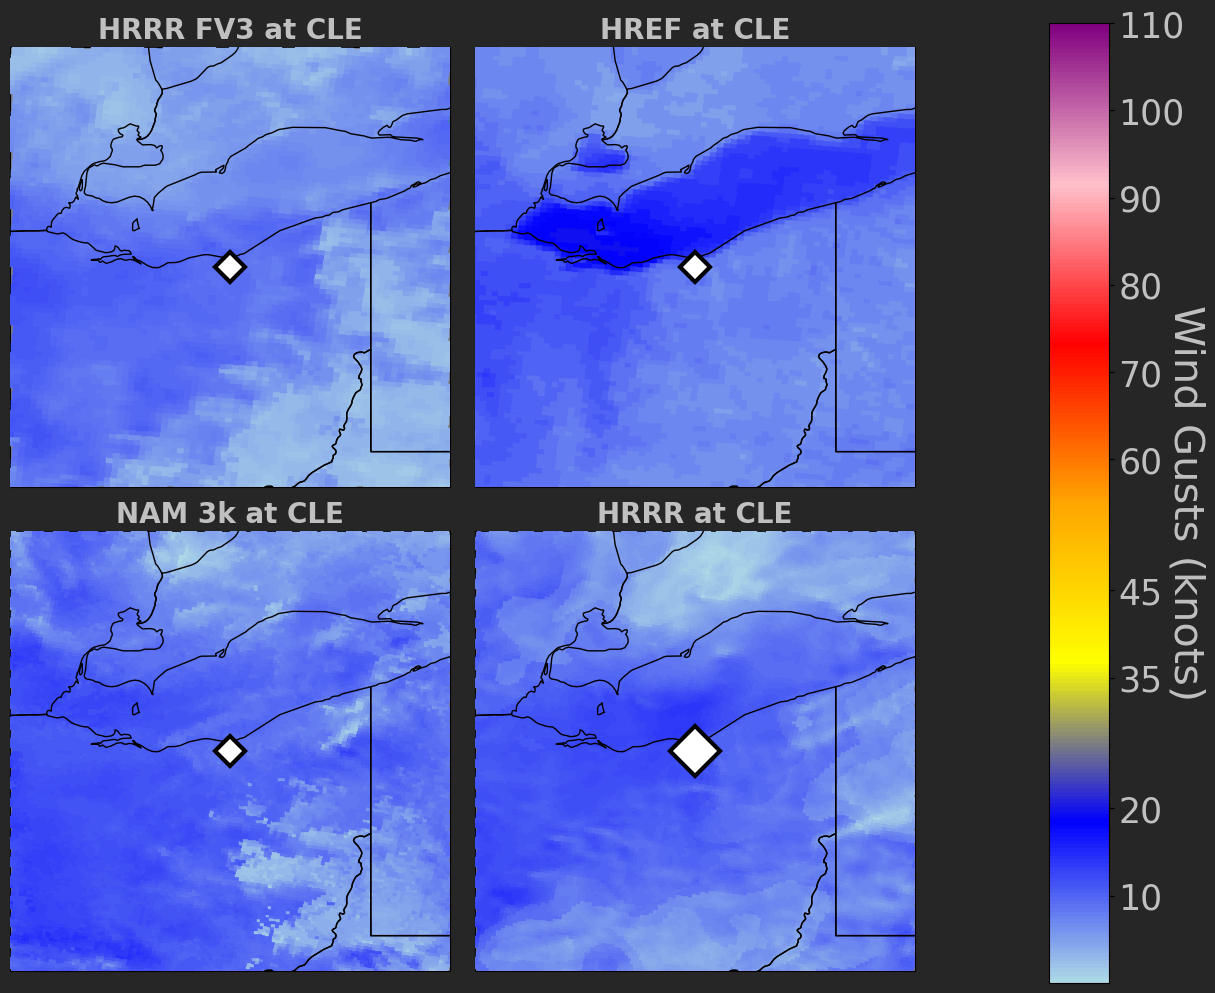 HRRR FV3 at CLE
HREF at CLE
NAM 3k at CLE
HRRR at CLE
110
100
90
80
70
60
45
35
20
10
Wind Gusts (knots)